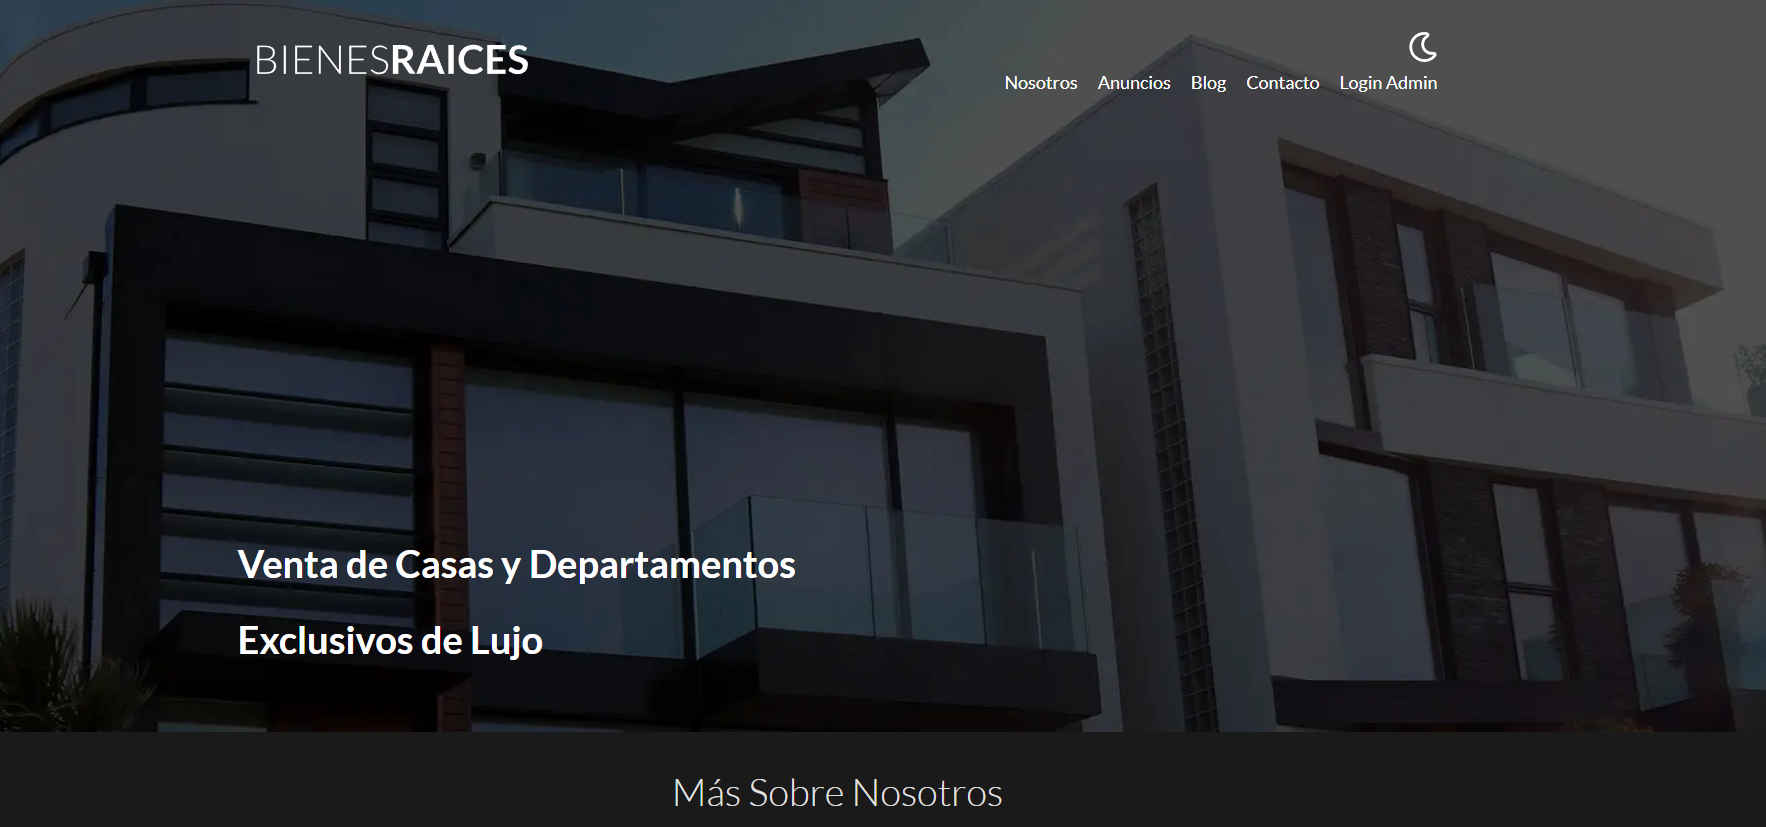 BIENESRAICES
Nosotros Anuncios Blog Contacto Login Admin
Venta de Casas y Departamentos
Exclusivos de Lujo
Más Sobre Nosotros